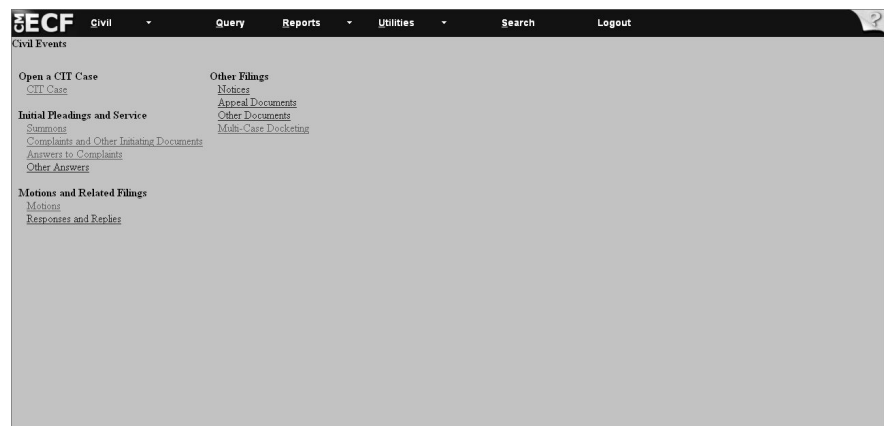 CM ECF Civil Query Reports Utilities Search Logout ?
Civil Events
Open a CIT Case
CIT Case
Initial Pleadings and Service
Summons
Complaints and Other Initiating Documents
Answers to Complaints
Other Answers
Motions and Related Filings
Motions
Responses and Replies
Other Filings
Notices
Appeal Documents
Other Documents
Multi-Case Docketing